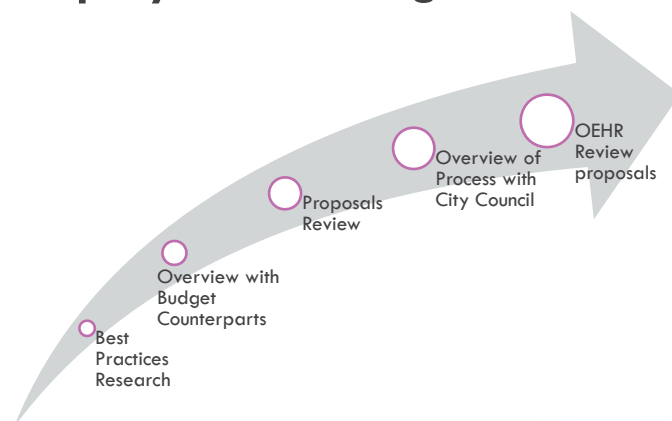 Best
Practices
Research
Overview with
Budget
Counterparts
Proposals
Review
Overview of
Process with
City Council
OEHR
Review
proposals